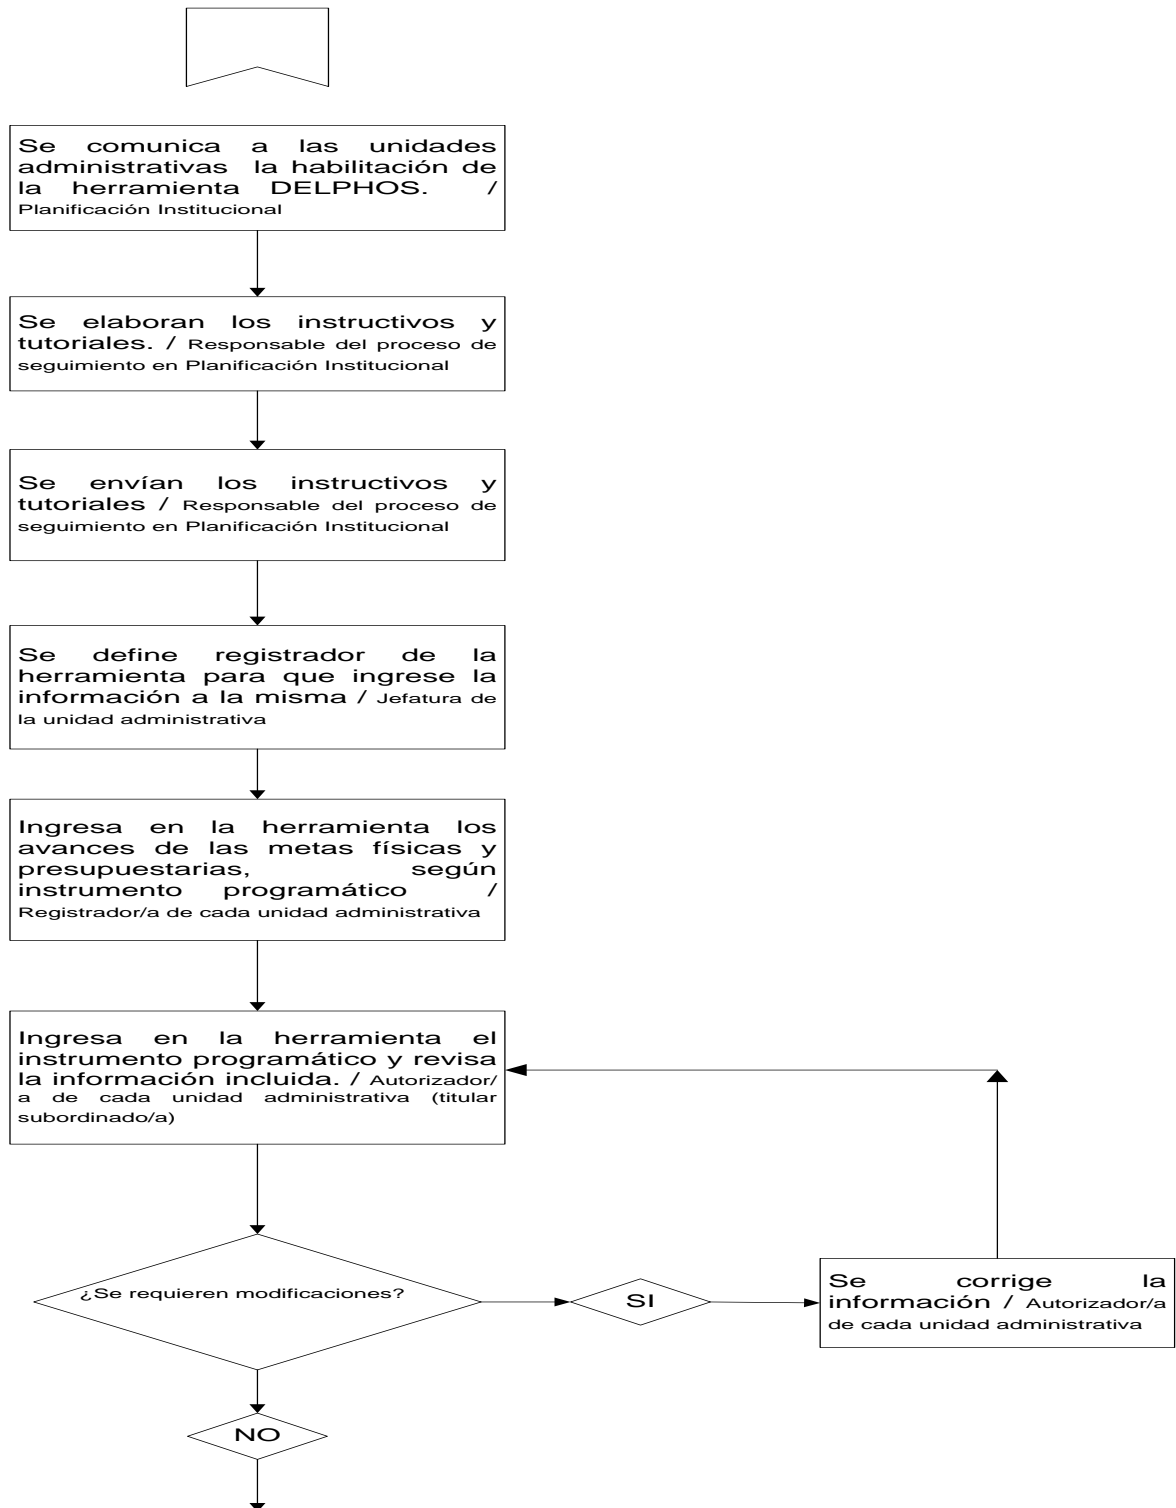 Se comunica a las unidades
administrativas la habilitación de
la herramienta DELPHOS. /
Planificación Institucional
Se elaboran los instructivos y
tutoriales. / Responsable del proceso de
seguimiento en Planificación Institucional
Se envían los instructivos y
tutoriales / Responsable del proceso de
seguimiento en Planificación Institucional
Se define registrador de la
herramienta para que ingrese la
información a la misma / Jefatura de
la unidad administrativa
Ingresa en la herramienta los
avances de las metas físicas y
presupuestarias, según
instrumento programático /
Registrador/a de cada unidad administrativa
Ingresa en la herramienta el
instrumento programático y revisa
la información incluida. / Autorizador/
a de cada unidad administrativa (titular
subordinado/a)
¿Se requieren modificaciones?
SI
Se corrige la
información / Autorizador/a
de cada unidad administrativa
NO